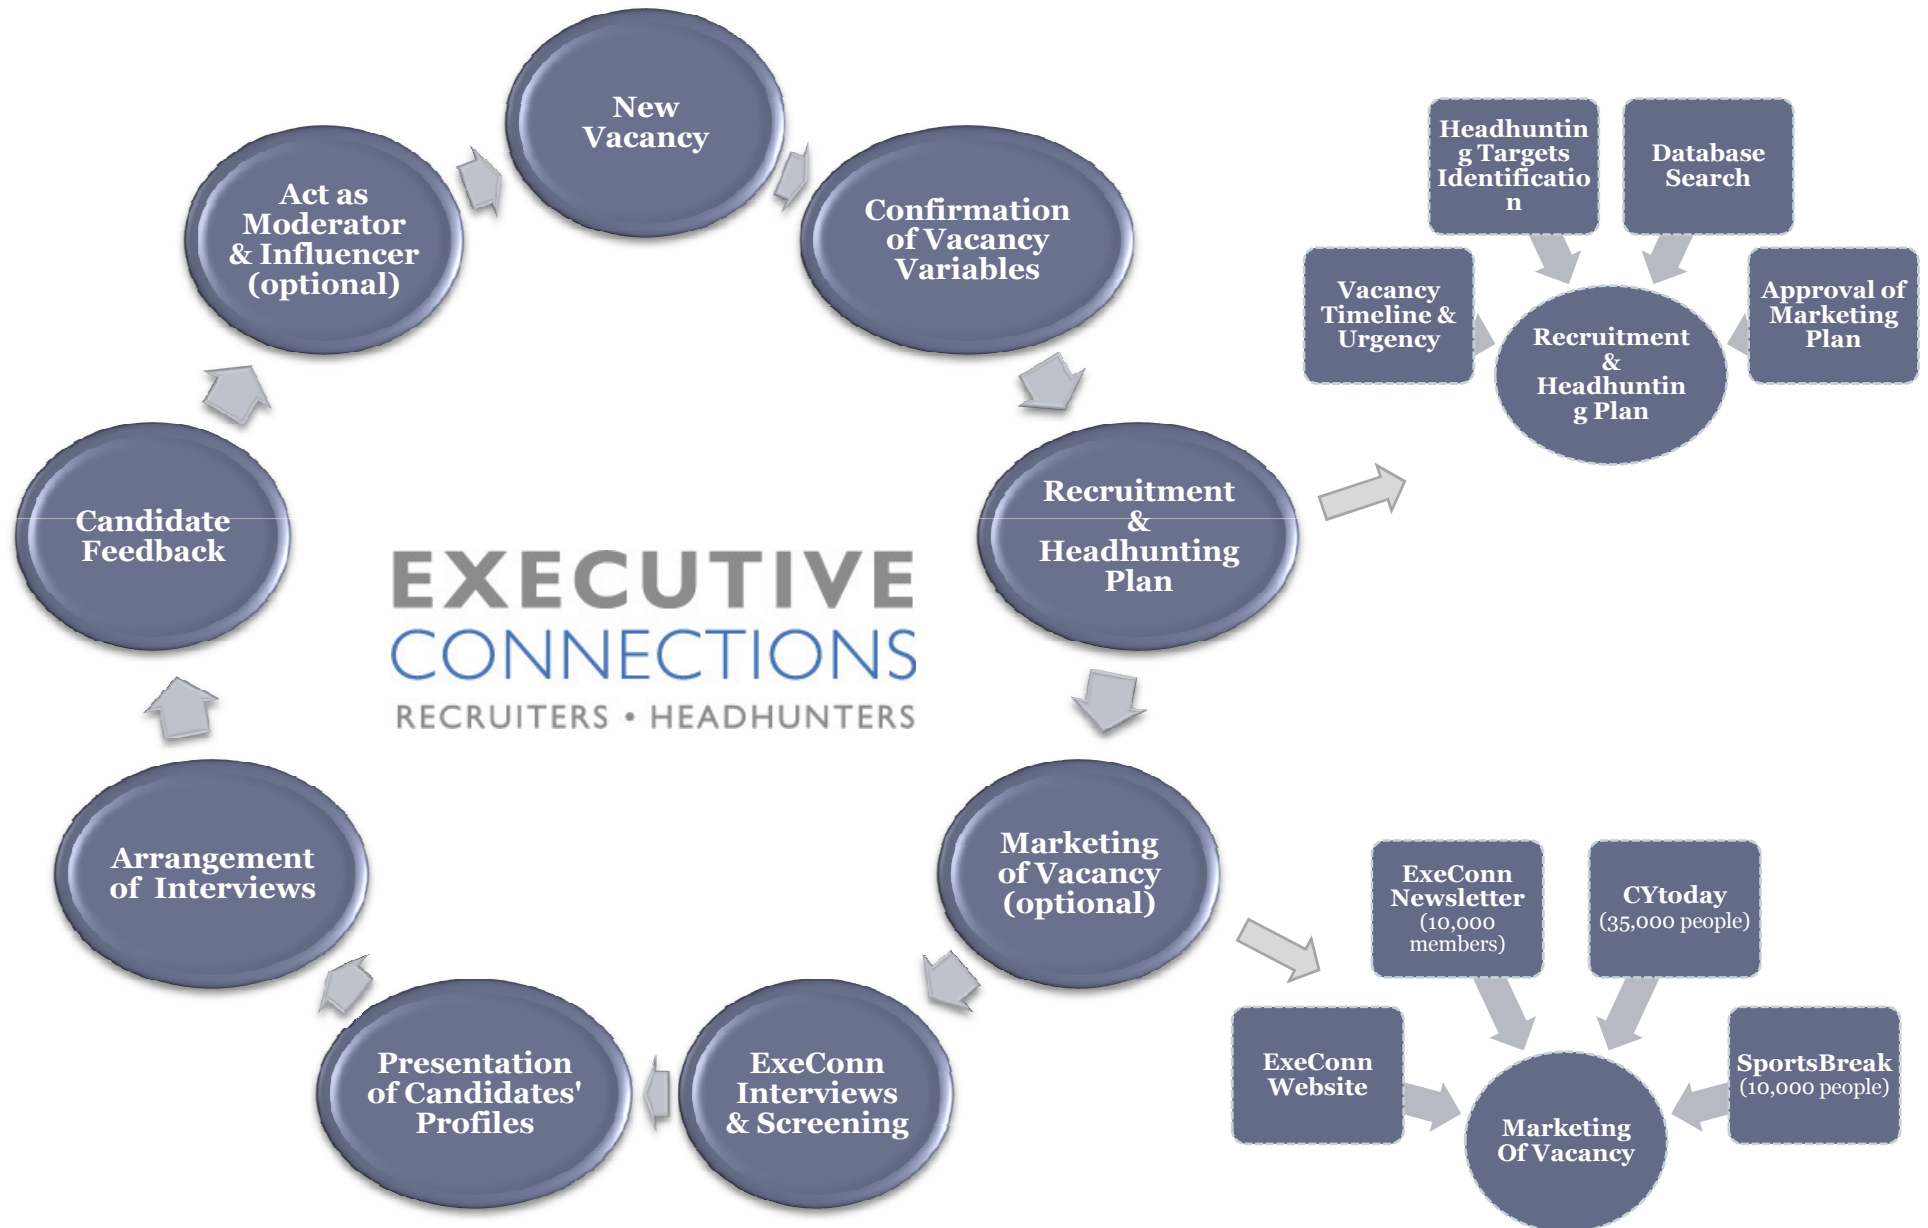 New
Vacancy
Confirmation
of Vacancy
Variables
Recruitment
&
Headhunting
Plan
Marketing
of Vacancy
(optional)
ExeConn
Interviews
& Screening
Presentation
of Candidates'
Profiles
Arrangement
of Interviews
Candidate
Feedback
Act as
Moderator
& Influencer
(optional)
EXECUTIVE
CONNECTIONS
RECRUITERS • HEADHUNTERS
Vacancy
Timeline &
Urgency
Headhuntin
g Targets
Identificatio
n
Database
Search
Approval of
Marketing
Plan
Recruitment
&
Headhuntin
g Plan
ExeConn
Website
ExeConn
Newsletter
(10,000
members)
CYtoday
(35,000 people)
SportsBreak
(10,000 people)
Marketing
Of Vacancy